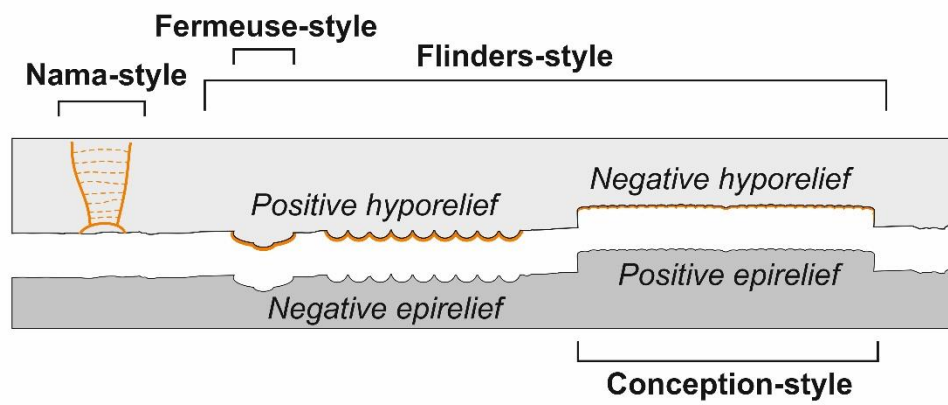 Fermeuse-style
Flinders-style
Nama-style
Negative hyporelief
Positive hyporelief
Positive epirelief
Negative epirelief
Conception-style